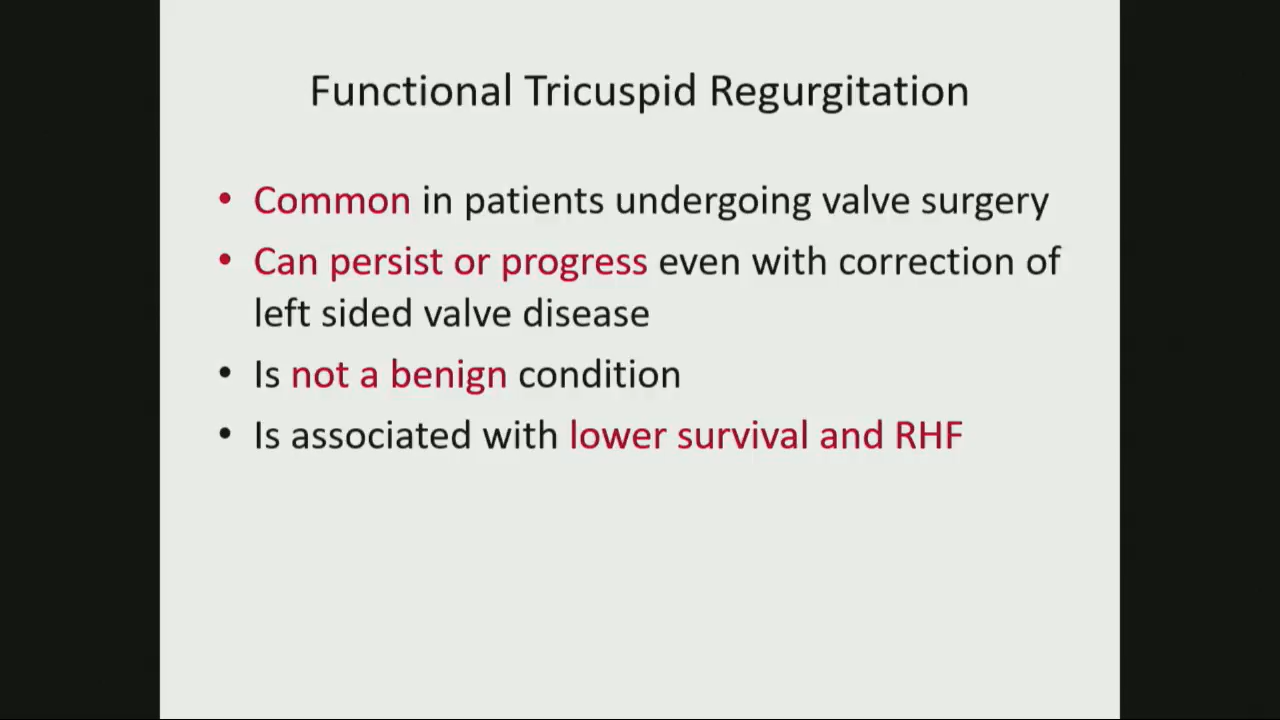 Functional Tricuspid Regurgitation
• Common in patients undergoing valve surgery
• Can persist or progress even with correction of
left sided valve disease
• Is not a benign condition
• Is associated with lower survival and RHF